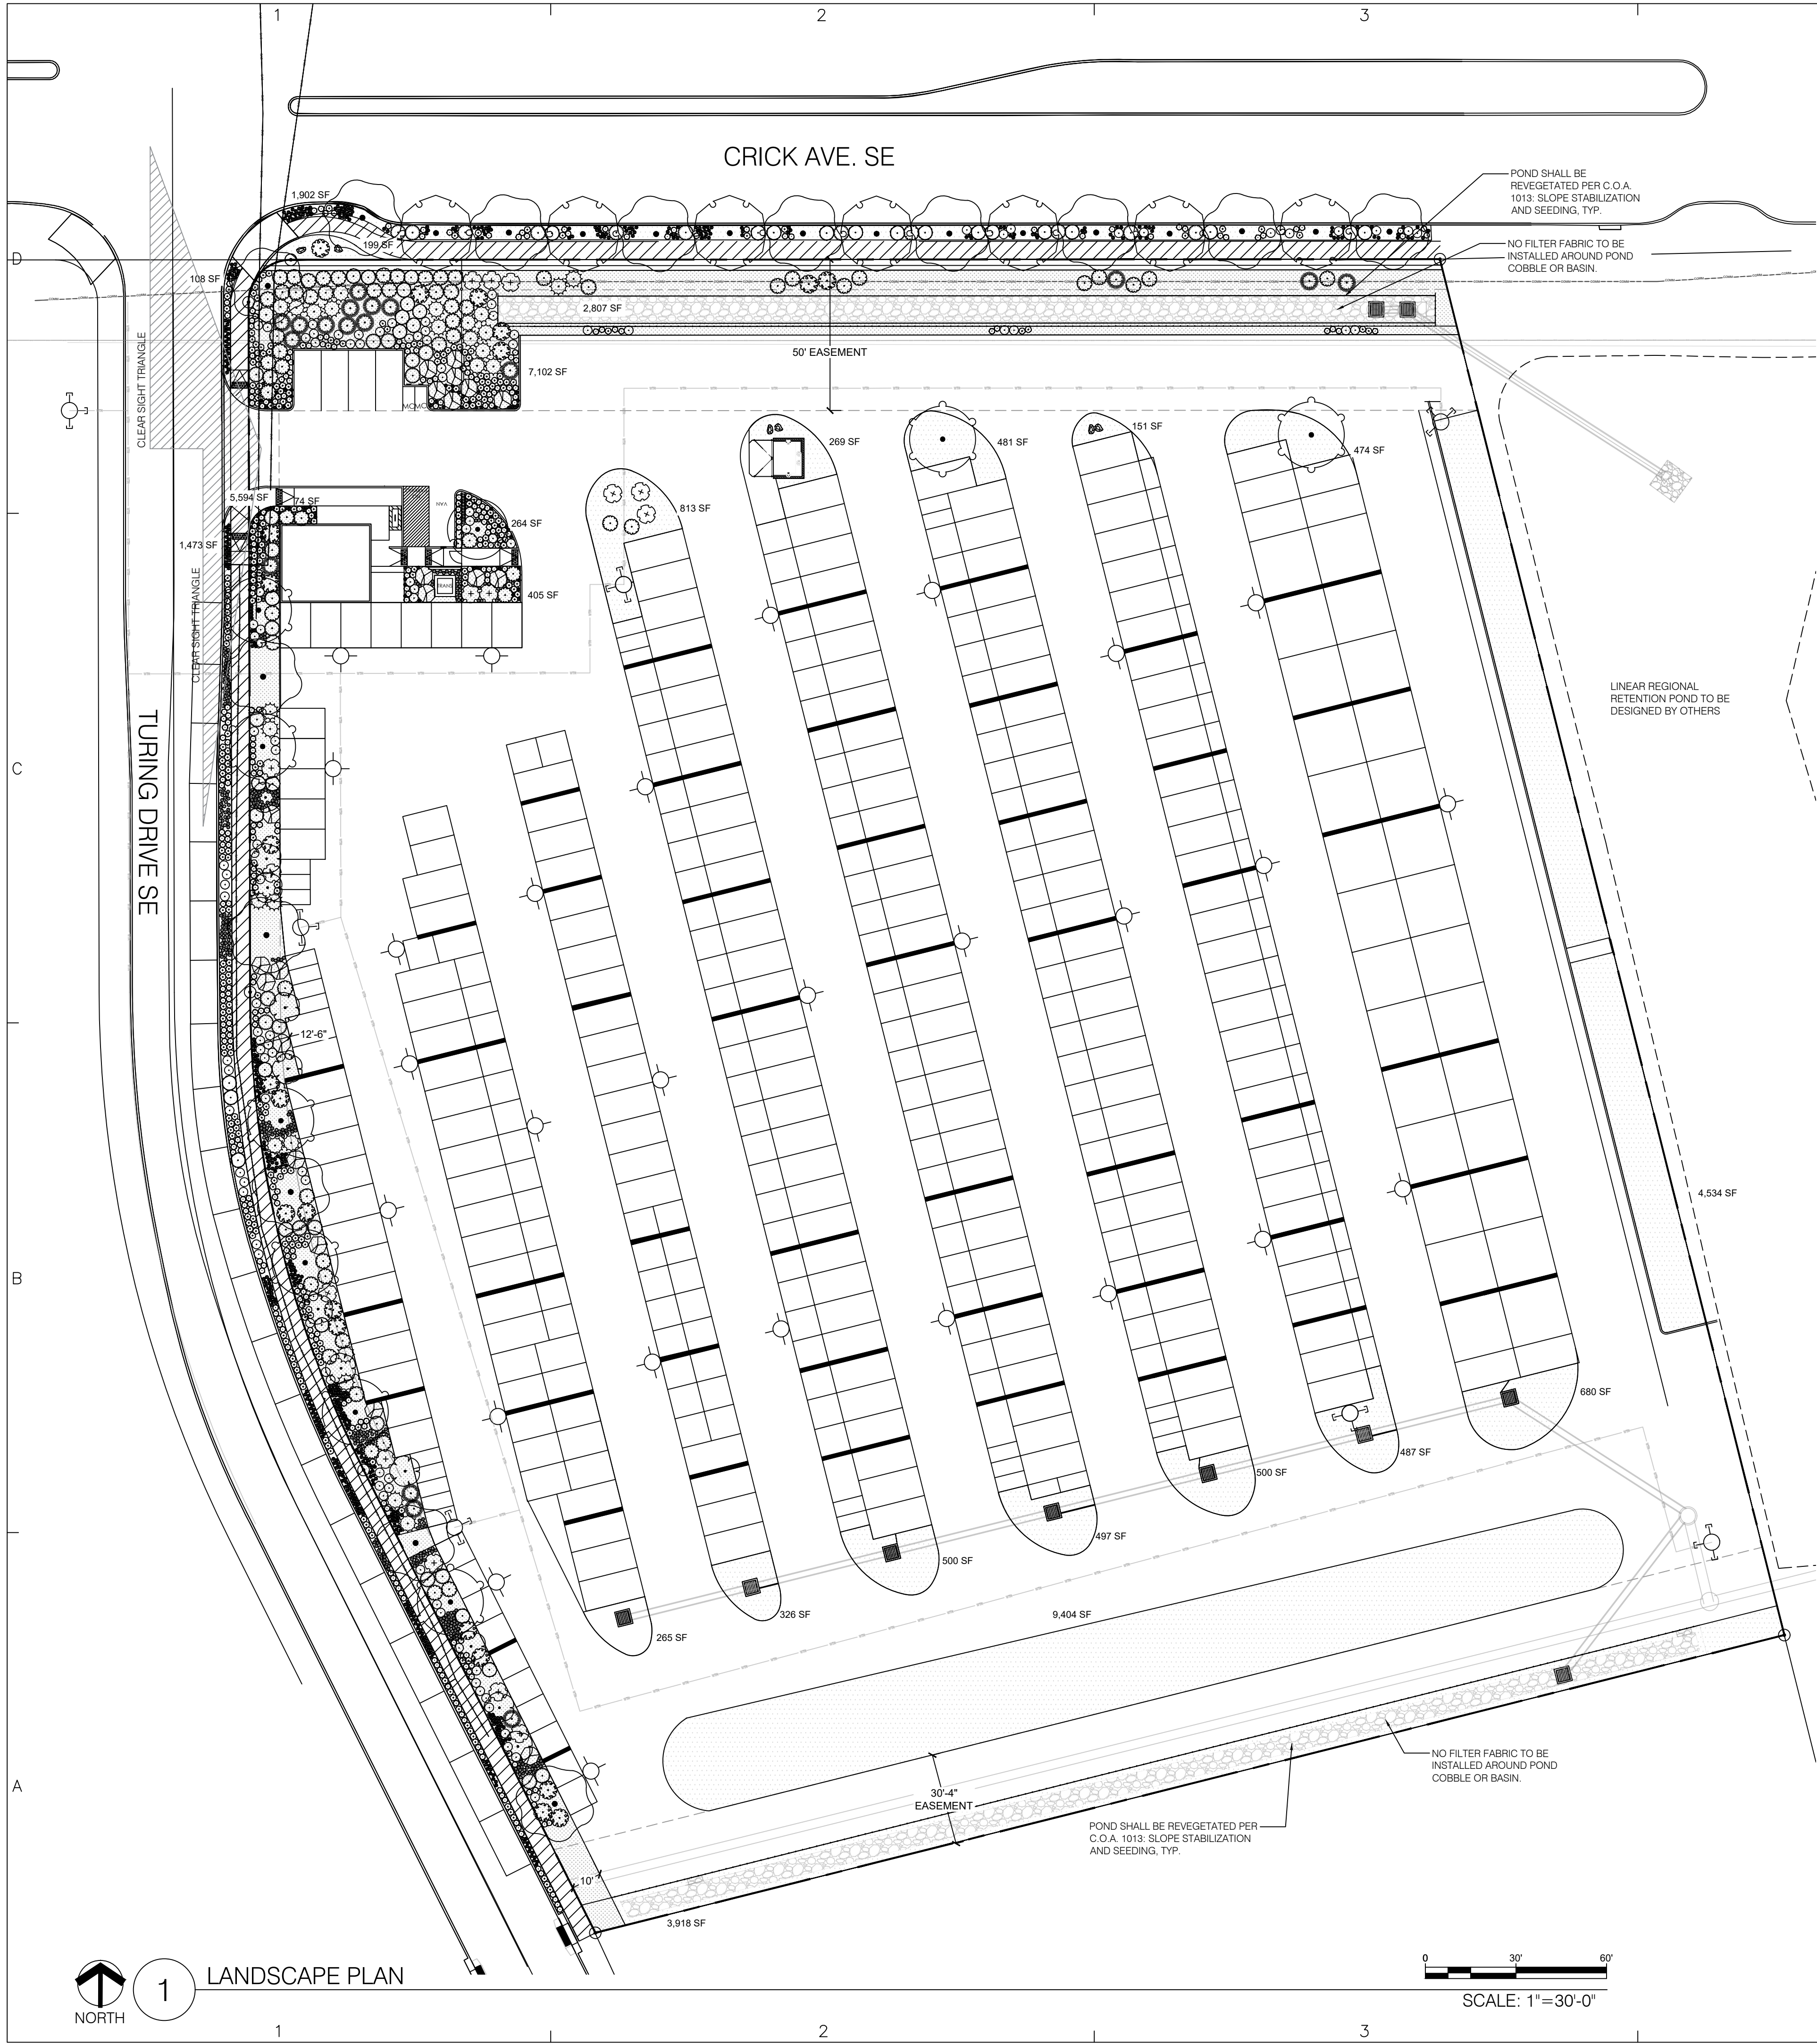 1
2
3
CRICK AVE. SE
POND SHALL BE
REVEGETATED PER C.O.A.
1013: SLOPE STABILIZATION
AND SEEDING, TYP.
1,902 SF
199 SF
NO FILTER FABRIC TO BE
INSTALLED AROUND POND
COBBLE OR BASIN.
D
108 SF
2,807 SF
CLEAR SIGHT TRIANGLE
50' EASEMENT
7,102 SF
MCMC
269 SF
481 SF
151 SF
474 SF
5,594 SF
74 SF
VAN
264 SF
813 SF
1,473 SF
TRANS
405 SF
CLEAR SIGHT TRIANGLE
LINEAR REGIONAL
RETENTION POND TO BE
DESIGNED BY OTHERS
TURING DRIVE SE
C
12'-6"
4,534 SF
B
680 SF
487 SF
500 SF
497 SF
500 SF
326 SF
265 SF
9,404 SF
NO FILTER FABRIC TO BE
INSTALLED AROUND POND
COBBLE OR BASIN.
A
30'-4"
EASEMENT
POND SHALL BE REVEGETATED PER
C.O.A. 1013: SLOPE STABILIZATION
AND SEEDING, TYP.
10'
3,918 SF
NORTH
1
LANDSCAPE PLAN
0 30' 60'
SCALE: 1"=30'-0"
1
2
3